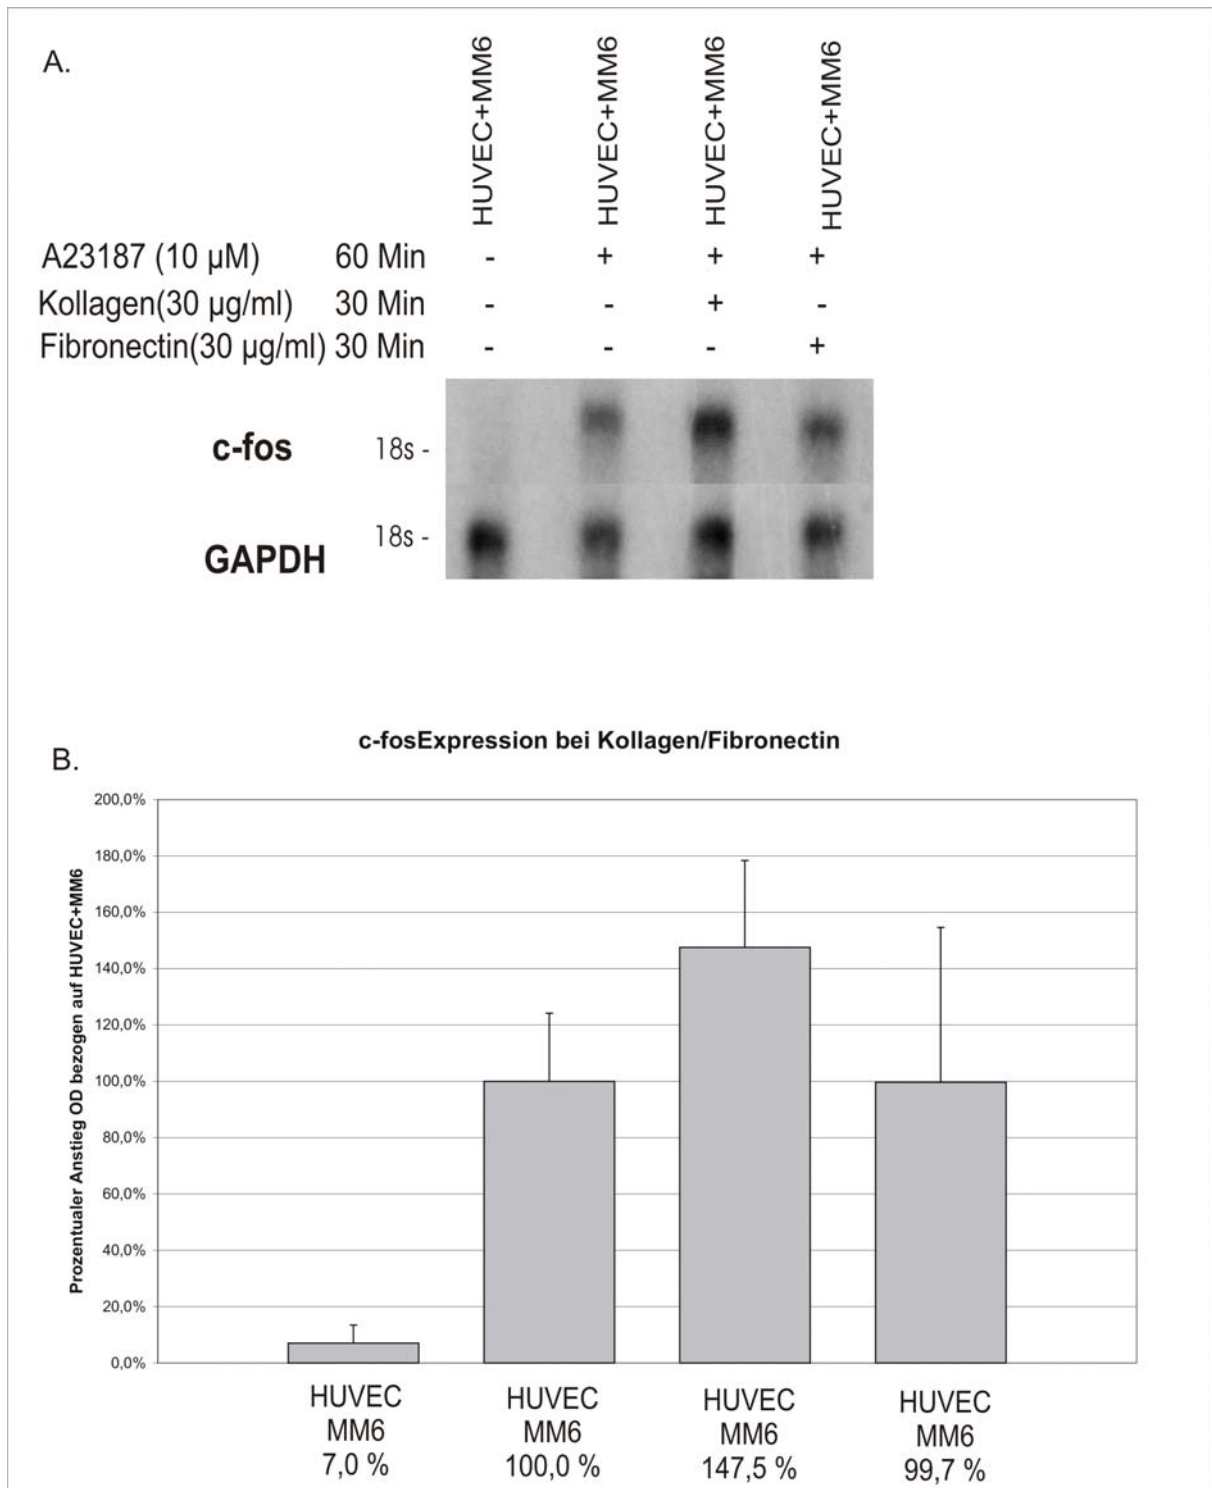 A.
HUVEC+MM6 HUVEC+MM6 HUVEC+MM6 HUVEC+MM6
A23187 (10 µM) 60 Min - + + +
Kollagen(30 µg/ml) 30 Min - - + -
Fibronectin(30 µg/ml) 30 Min - - - +
c-fos 18s -
GAPDH 18s -
B.
c-fosExpression bei Kollagen/Fibronectin
Prozentualer Anstieg OD bezogen auf HUVEC+MM6
200,0%
180,0%
160,0%
140,0%
120,0%
100,0%
80,0%
60,0%
40,0%
20,0%
0,0%
HUVEC HUVEC HUVEC HUVEC
MM6 MM6 MM6 MM6
7,0 % 100,0 % 147,5 % 99,7 %